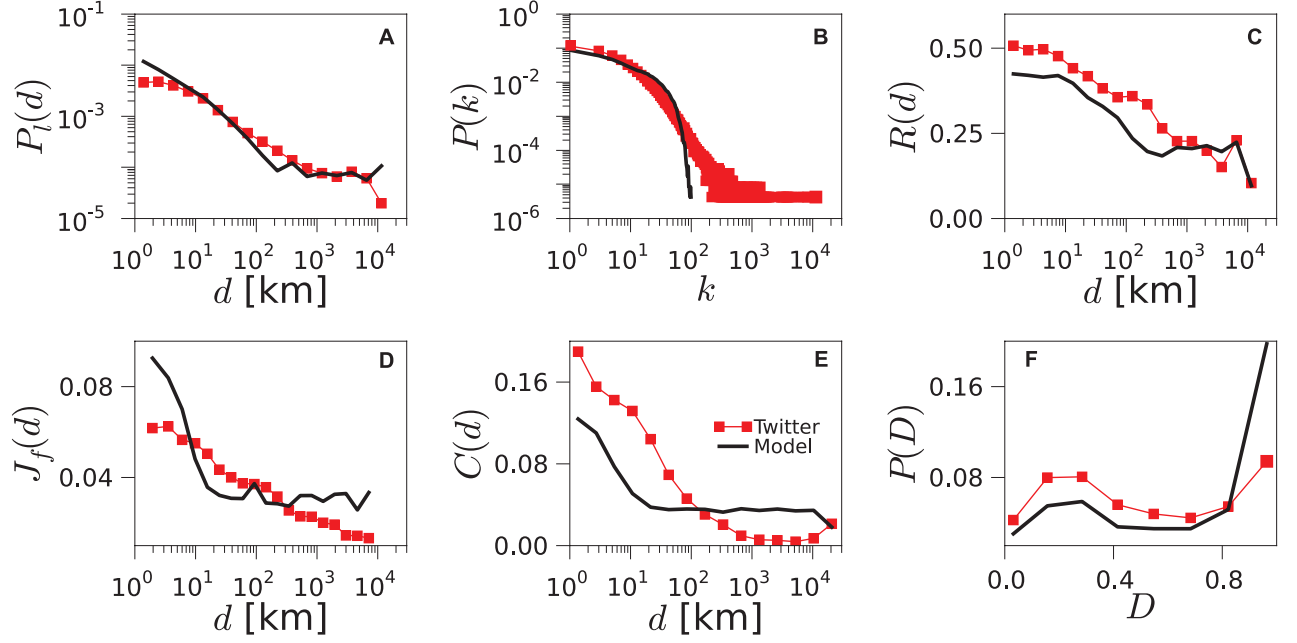 A
P_l(d)
10^-1
10^-3
10^-5
10^0 10^1 10^2 10^3 10^4
d [km]
B
P(k)
10^0
10^-2
10^-4
10^-6
10^0 10^1 10^2 10^3 10^4
k
C
R(d)
0.50
0.25
0.00
10^0 10^1 10^2 10^3 10^4
d [km]
D
J_f(d)
0.08
0.04
10^0 10^1 10^2 10^3 10^4
d [km]
E
C(d)
0.16
0.08
0.00
Twitter
Model
10^0 10^1 10^2 10^3 10^4
d [km]
F
P(D)
0.16
0.08
0.0 0.4 0.8
D